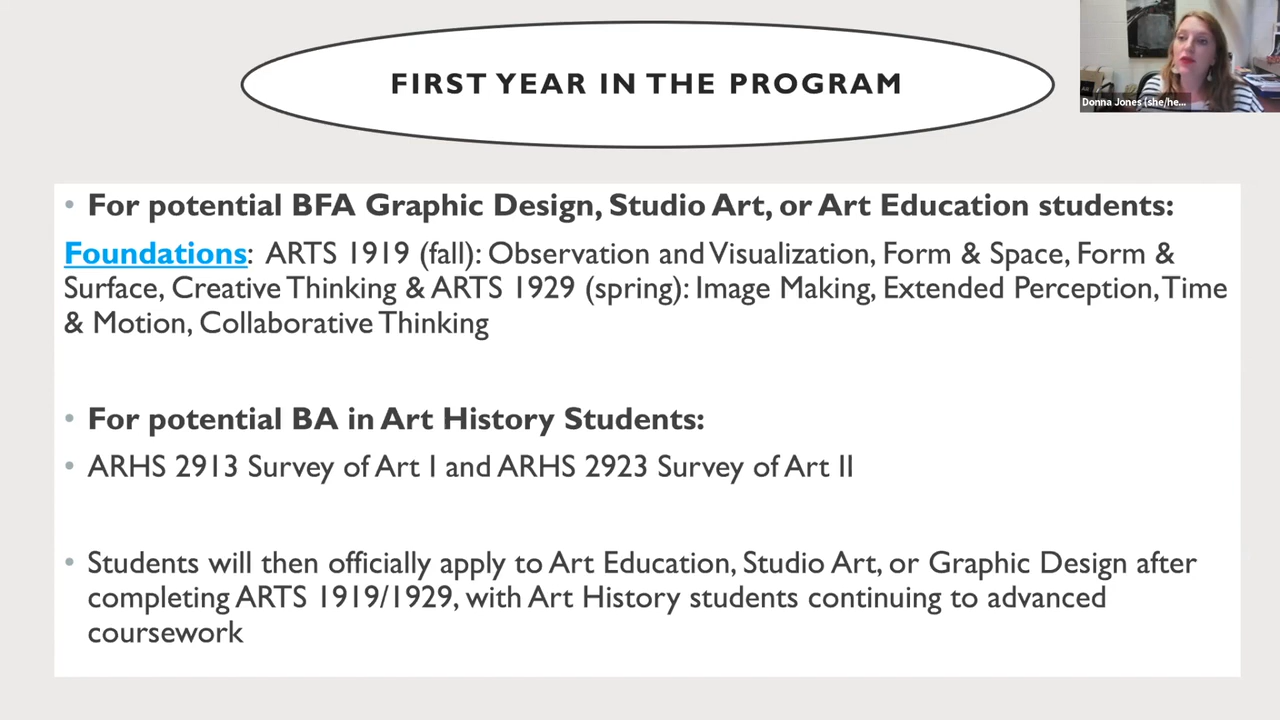 FIRST YEAR IN THE PROGRAM
Donna Jones (she/he...
• For potential BFA Graphic Design, Studio Art, or Art Education students:
Foundations: ARTS 1919 (fall): Observation and Visualization, Form & Space, Form &
Surface, Creative Thinking & ARTS 1929 (spring): Image Making, Extended Perception, Time
& Motion, Collaborative Thinking
• For potential BA in Art History Students:
• ARHS 2913 Survey of Art I and ARHS 2923 Survey of Art II
• Students will then officially apply to Art Education, Studio Art, or Graphic Design after
completing ARTS 1919/1929, with Art History students continuing to advanced
coursework